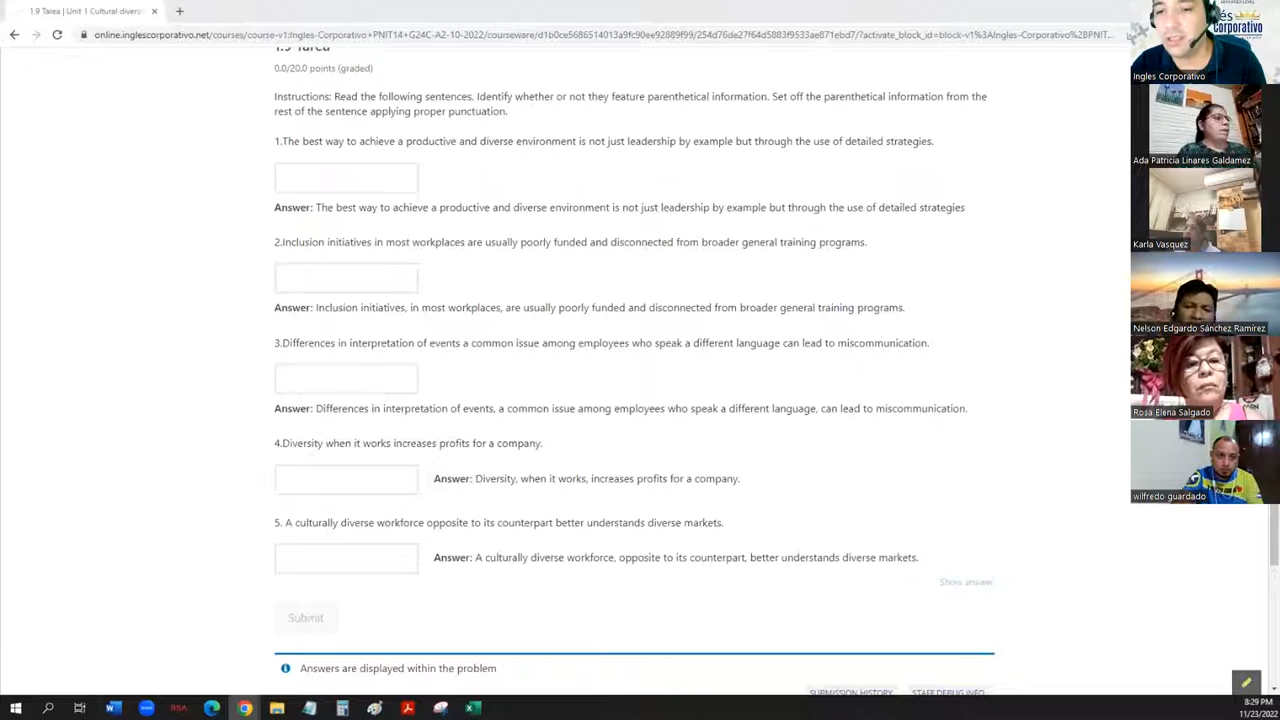 1.9 Tarea | Unit 1 Cultural divers
online.inglescorporativo.net/courses/course-v1:Ingles-Corporativo+PNIT14+G24C-A2-10-2022/courseware/d1b0ce5686514013a9fc90ee92889f99/254d76de27f64d5883f9533ae871ebd7/?activate_block_id=block-v1%3AIngles-Corporativo%2BPNIT...
1.9 Tarea
0.0/20.0 points (graded)
Instructions: Read the following sentences. Identify whether or not they feature parenthetical information. Set off the parenthetical information from the
rest of the sentence applying proper punctuation.
1.The best way to achieve a productive and diverse environment is not just leadership by example but through the use of detailed strategies.
Answer: The best way to achieve a productive and diverse environment is not just leadership by example but through the use of detailed strategies
2.Inclusion initiatives in most workplaces are usually poorly funded and disconnected from broader general training programs.
Answer: Inclusion initiatives, in most workplaces, are usually poorly funded and disconnected from broader general training programs.
3.Differences in interpretation of events a common issue among employees who speak a different language can lead to miscommunication.
Answer: Differences in interpretation of events, a common issue among employees who speak a different language, can lead to miscommunication.
4.Diversity when it works increases profits for a company.
Answer: Diversity, when it works, increases profits for a company.
5. A culturally diverse workforce opposite to its counterpart better understands diverse markets.
Answer: A culturally diverse workforce, opposite to its counterpart, better understands diverse markets.
Show answer
Submit
Answers are displayed within the problem
SUBMISSION HISTORY
STAFF DEBUG INFO
és
Corporativo
Ingles Corporativo
Ada Patricia Linares Galdamez
Karla Vasquez
Nelson Edgardo Sánchez Ramírez
Rosa Elena Salgado
wilfredo guardado
zoom
RSA
8:29 PM
11/23/2022